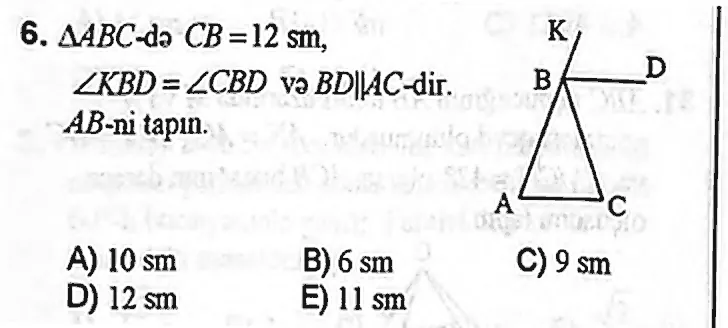 6. ΔABC-də CB = 12 sm,
∠KBD = ∠CBD və BD||AC-dir.
AB-ni tapın.
K
B
D
A
C
A) 10 sm B) 6 sm C) 9 sm
D) 12 sm E) 11 sm